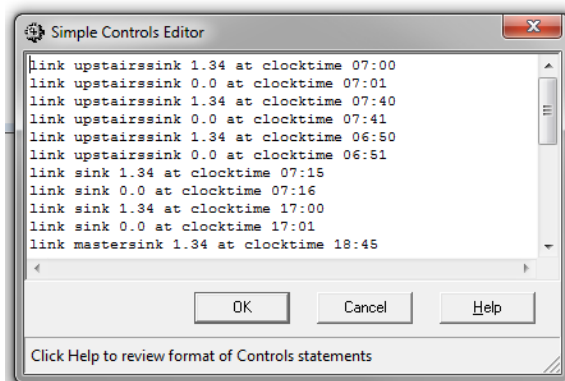 Simple Controls Editor
link upstairssink 1.34 at clocktime 07:00
link upstairssink 0.0 at clocktime 07:01
link upstairssink 1.34 at clocktime 07:40
link upstairssink 0.0 at clocktime 07:41
link upstairssink 1.34 at clocktime 06:50
link upstairssink 0.0 at clocktime 06:51
link sink 1.34 at clocktime 07:15
link sink 0.0 at clocktime 07:16
link sink 1.34 at clocktime 17:00
link sink 0.0 at clocktime 17:01
link mastersink 1.34 at clocktime 18:45
OK Cancel Help
Click Help to review format of Controls statements